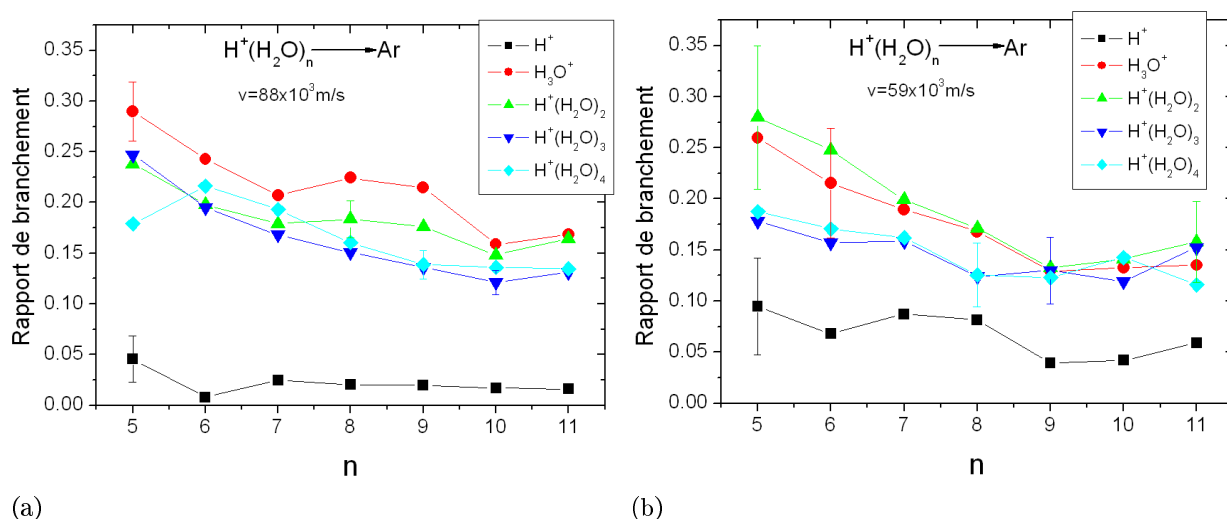 H⁺(H₂O)ₙ ⟶ Ar
v=88x10³m/s
H⁺
H₃O⁺
H⁺(H₂O)₂
H⁺(H₂O)₃
H⁺(H₂O)₄
Rapport de branchement
0.35
0.30
0.25
0.20
0.15
0.10
0.05
0.00
5 6 7 8 9 10 11
n
(a)
H⁺(H₂O)ₙ ⟶ Ar
v=59x10³m/s
H⁺
H₃O⁺
H⁺(H₂O)₂
H⁺(H₂O)₃
H⁺(H₂O)₄
Rapport de branchement
0.35
0.30
0.25
0.20
0.15
0.10
0.05
0.00
5 6 7 8 9 10 11
n
(b)